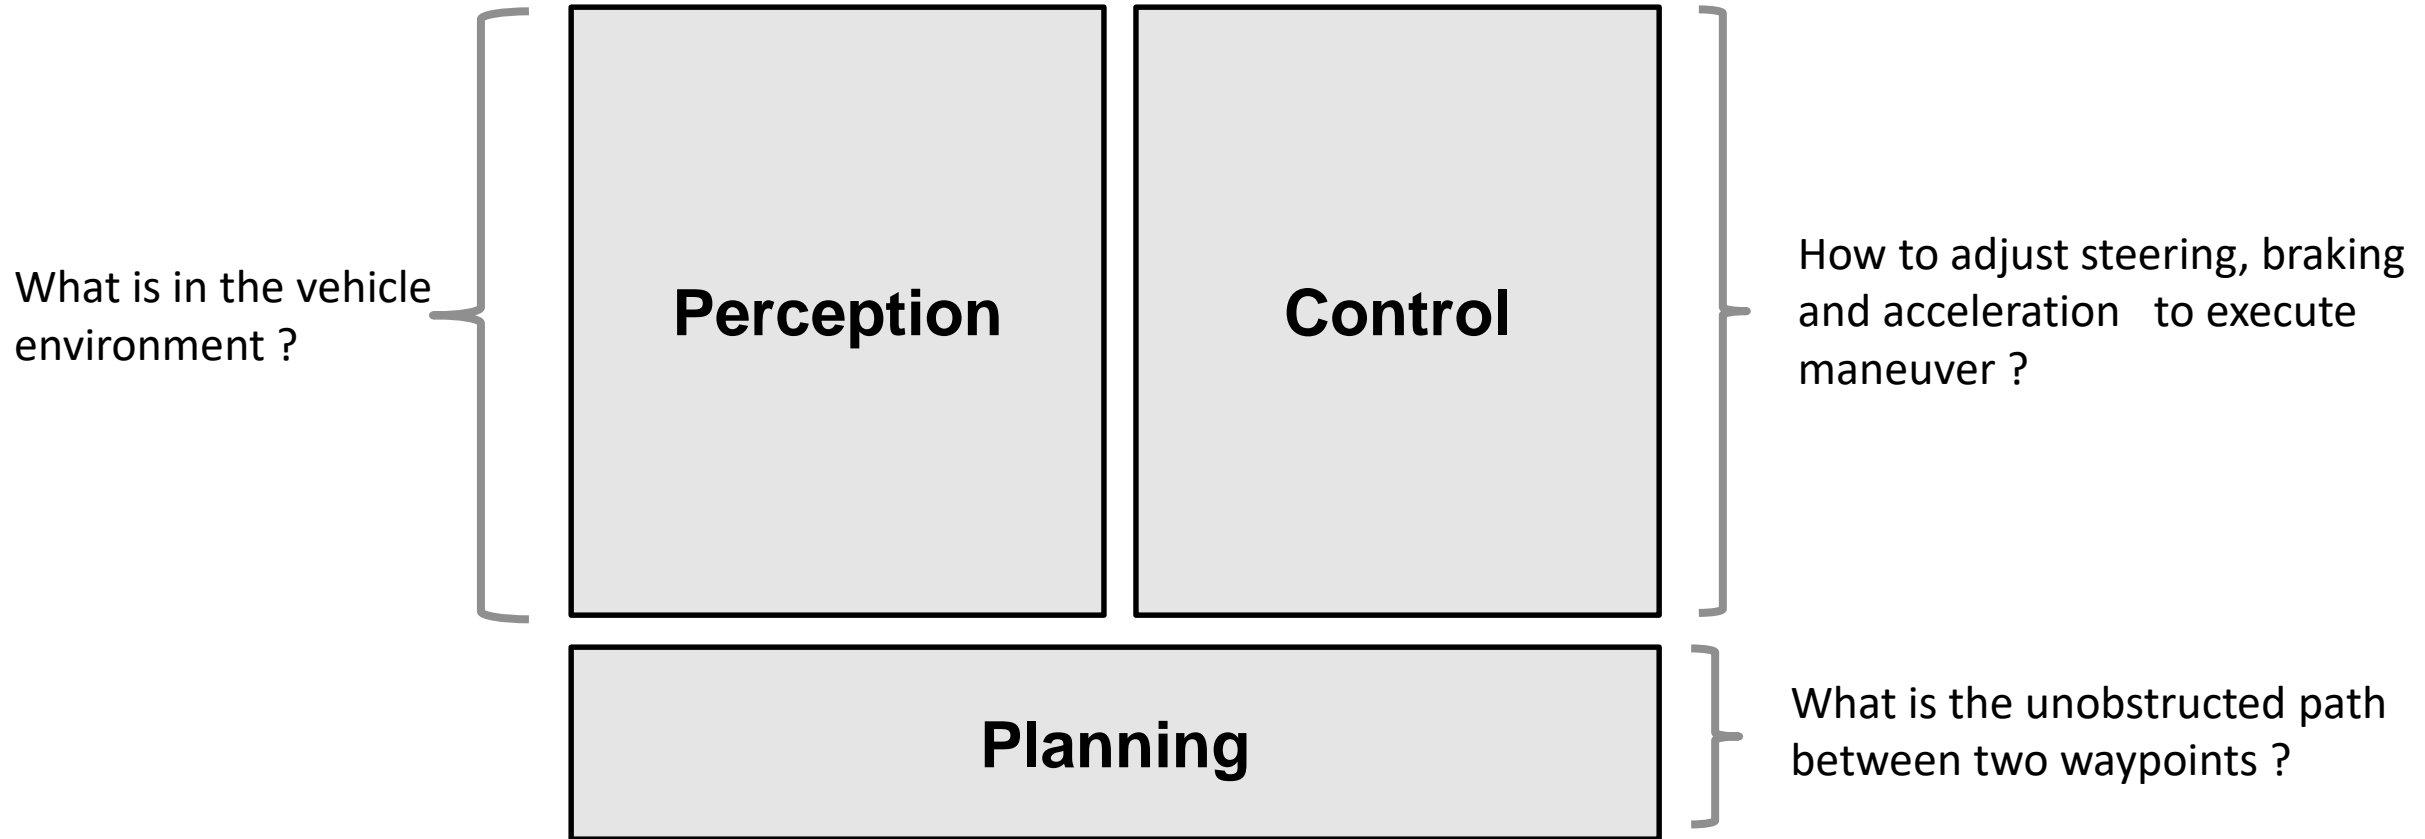 What is in the vehicle
environment ?
Perception
Control
How to adjust steering, braking
and acceleration   to execute
maneuver ?
Planning
What is the unobstructed path
between two waypoints ?